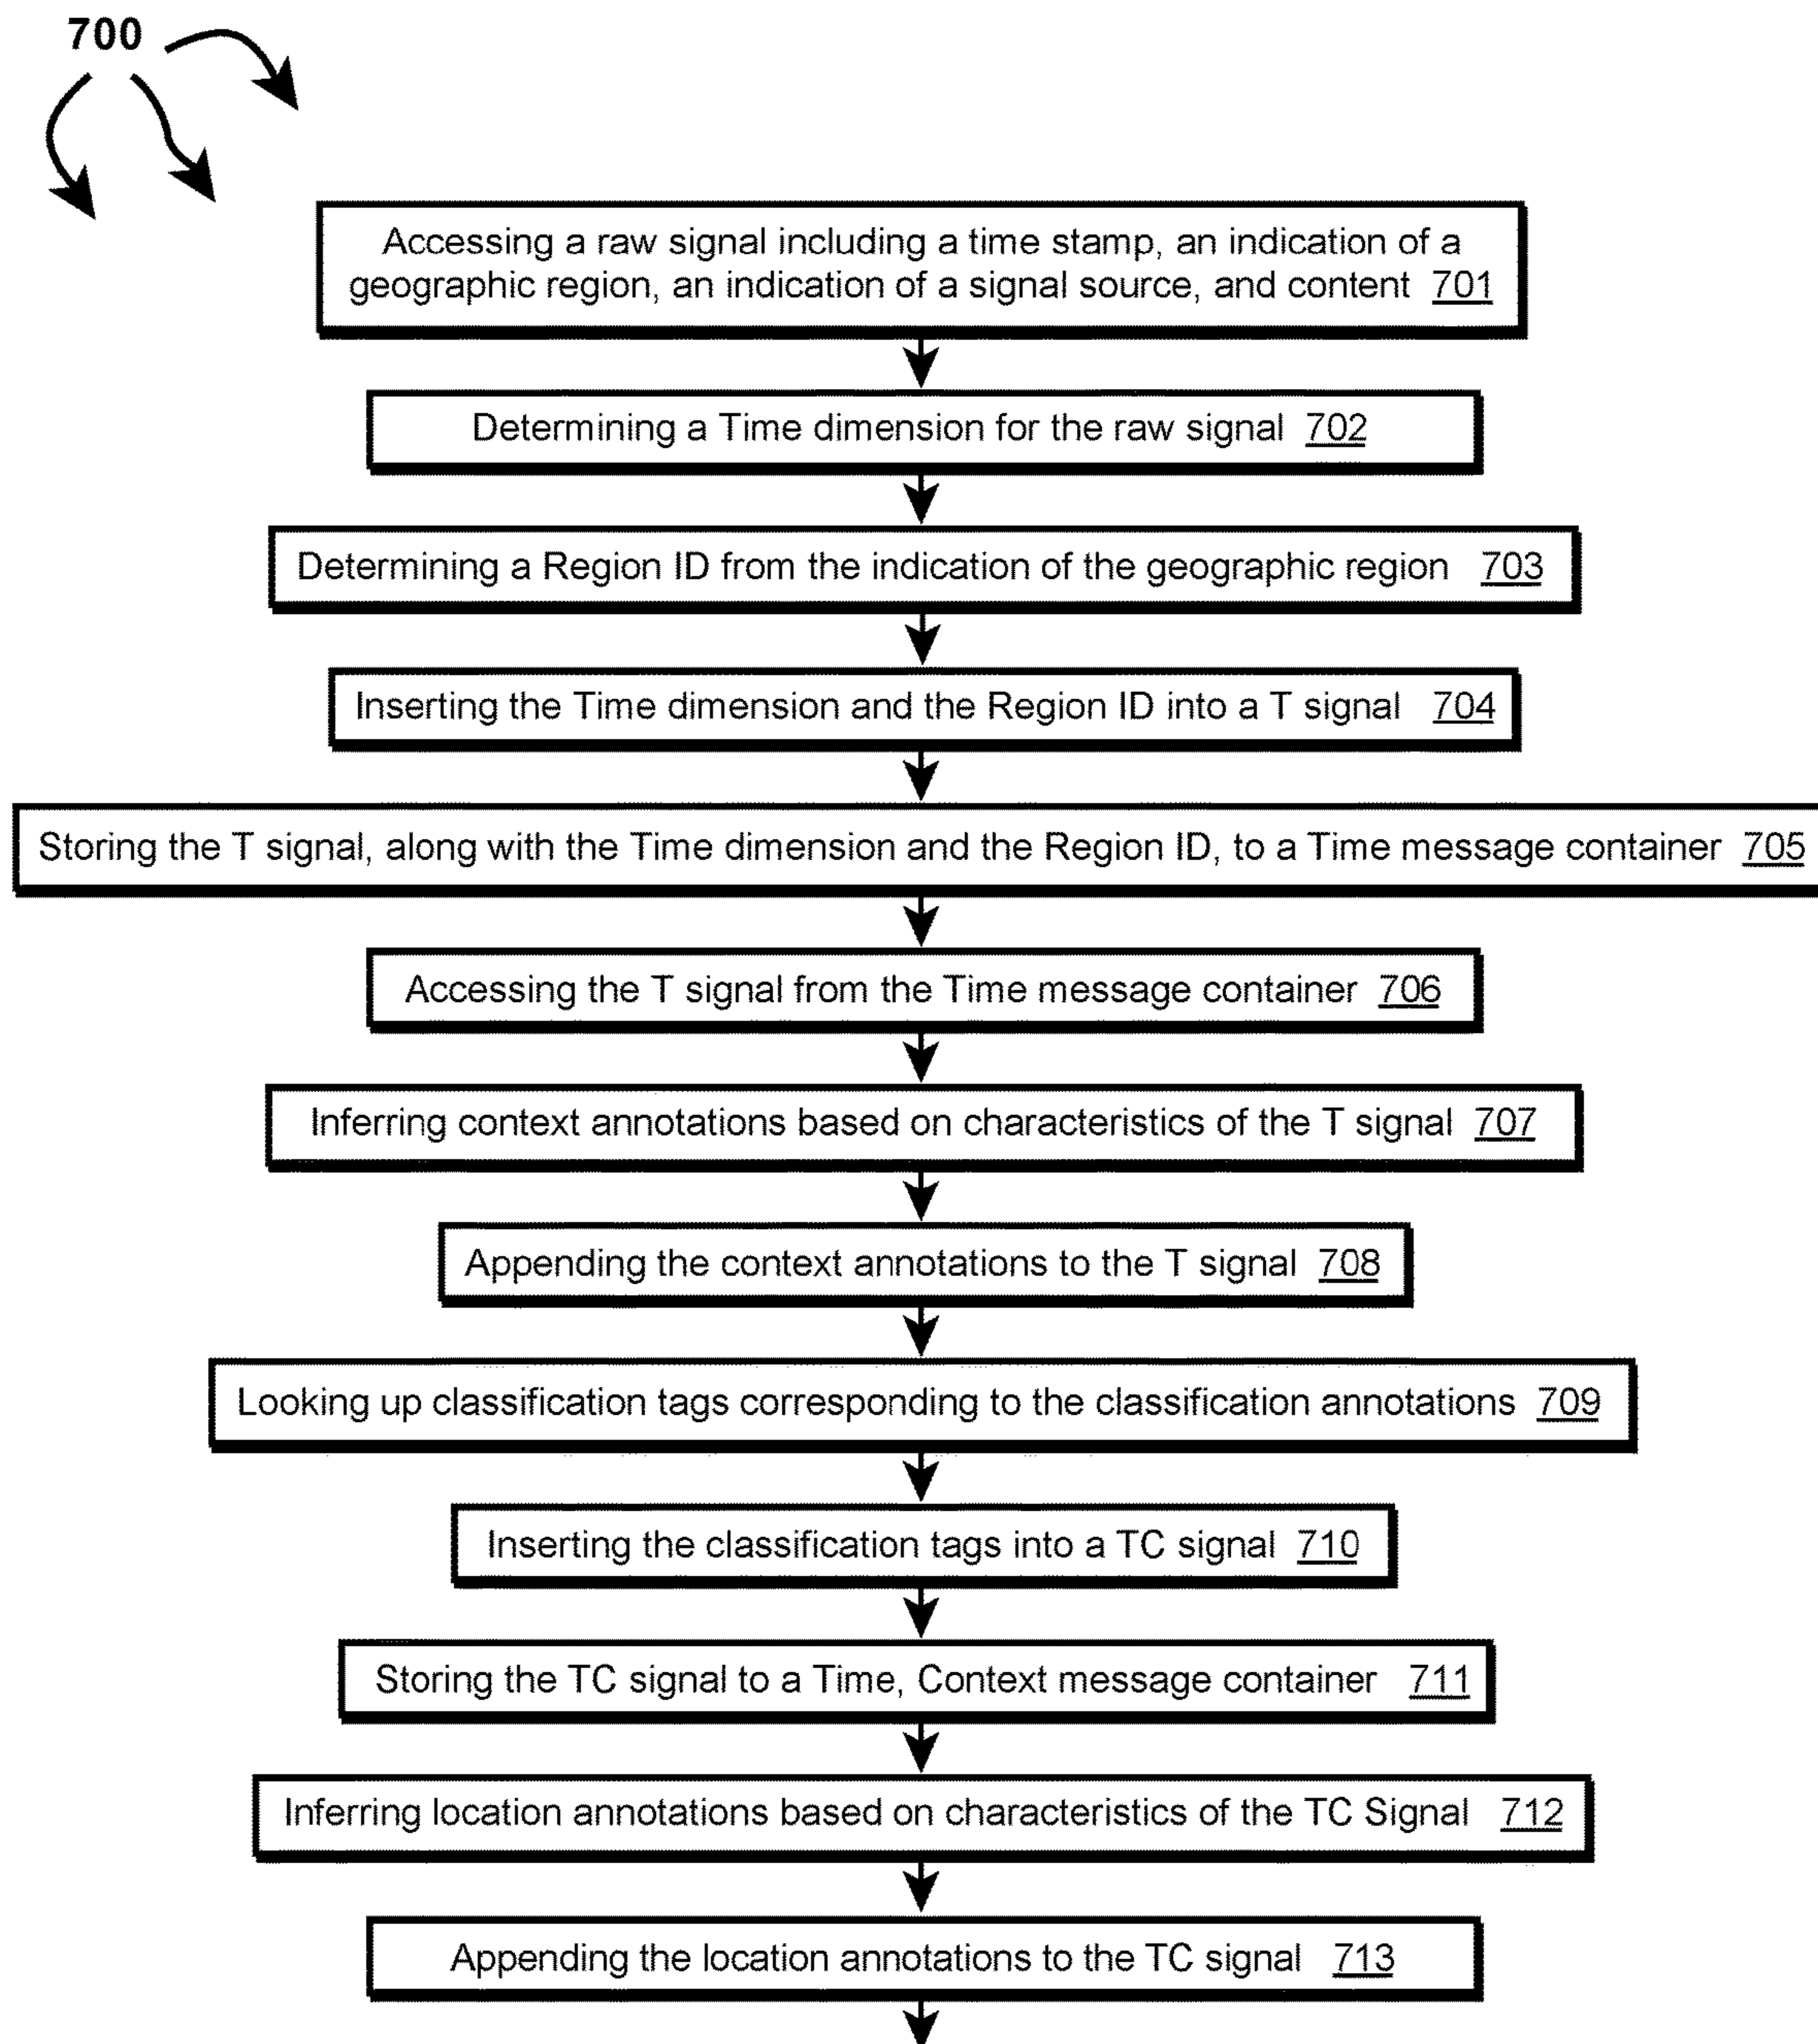 700
Accessing a raw signal including a time stamp, an indication of a
geographic region, an indication of a signal source, and content 701
Determining a Time dimension for the raw signal 702
Determining a Region ID from the indication of the geographic region 703
Inserting the Time dimension and the Region ID into a T signal 704
Storing the T signal, along with the Time dimension and the Region ID, to a Time message container 705
Accessing the T signal from the Time message container 706
Inferring context annotations based on characteristics of the T signal 707
Appending the context annotations to the T signal 708
Looking up classification tags corresponding to the classification annotations 709
Inserting the classification tags into a TC signal 710
Storing the TC signal to a Time, Context message container 711
Inferring location annotations based on characteristics of the TC Signal 712
Appending the location annotations to the TC signal 713